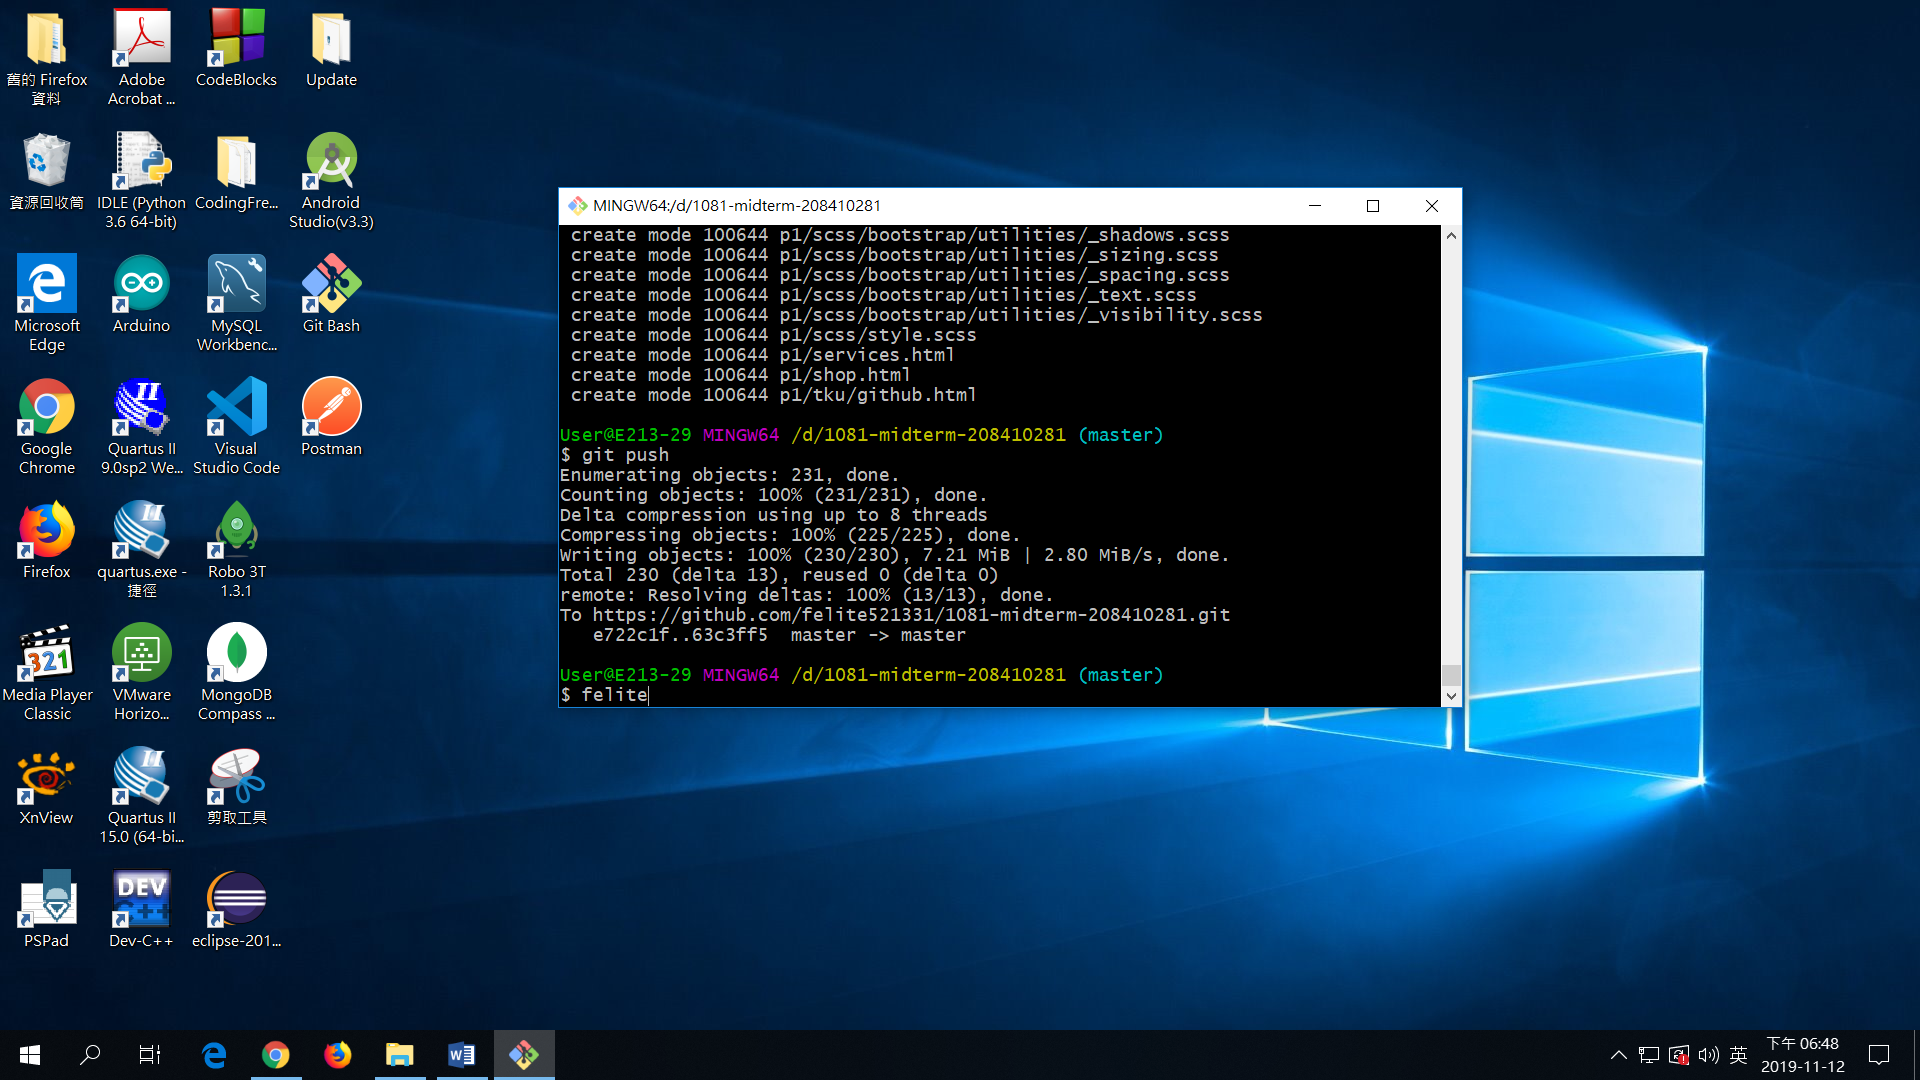 舊的 Firefox
資料
Adobe
Acrobat ...
CodeBlocks
Update
資源回收筒
IDLE (Python
3.6 64-bit)
CodingFre...
Android
Studio(v3.3)
Microsoft
Edge
Arduino
MySQL
Workbenc...
Git Bash
Google
Chrome
Quartus II
9.0sp2 We...
Visual
Studio Code
Postman
Firefox
quartus.exe -
捷徑
Robo 3T
1.3.1
Media Player
Classic
VMware
Horizo...
MongoDB
Compass ...
XnView
Quartus II
15.0 (64-bi...
剪取工具
PSPad
Dev-C++
eclipse-201...
MINGW64:/d/1081-midterm-208410281
create mode 100644 p1/scss/bootstrap/utilities/_shadows.scss
create mode 100644 p1/scss/bootstrap/utilities/_sizing.scss
create mode 100644 p1/scss/bootstrap/utilities/_spacing.scss
create mode 100644 p1/scss/bootstrap/utilities/_text.scss
create mode 100644 p1/scss/bootstrap/utilities/_visibility.scss
create mode 100644 p1/scss/style.scss
create mode 100644 p1/services.html
create mode 100644 p1/shop.html
create mode 100644 p1/tku/github.html
User@E213-29 MINGW64 /d/1081-midterm-208410281 (master)
$ git push
Enumerating objects: 231, done.
Counting objects: 100% (231/231), done.
Delta compression using up to 8 threads
Compressing objects: 100% (225/225), done.
Writing objects: 100% (230/230), 7.21 MiB | 2.80 MiB/s, done.
Total 230 (delta 13), reused 0 (delta 0)
remote: Resolving deltas: 100% (13/13), done.
To https://github.com/felite521331/1081-midterm-208410281.git
e722c1f..63c3ff5  master -> master
User@E213-29 MINGW64 /d/1081-midterm-208410281 (master)
$ felite
英
下午 06:48
2019-11-12